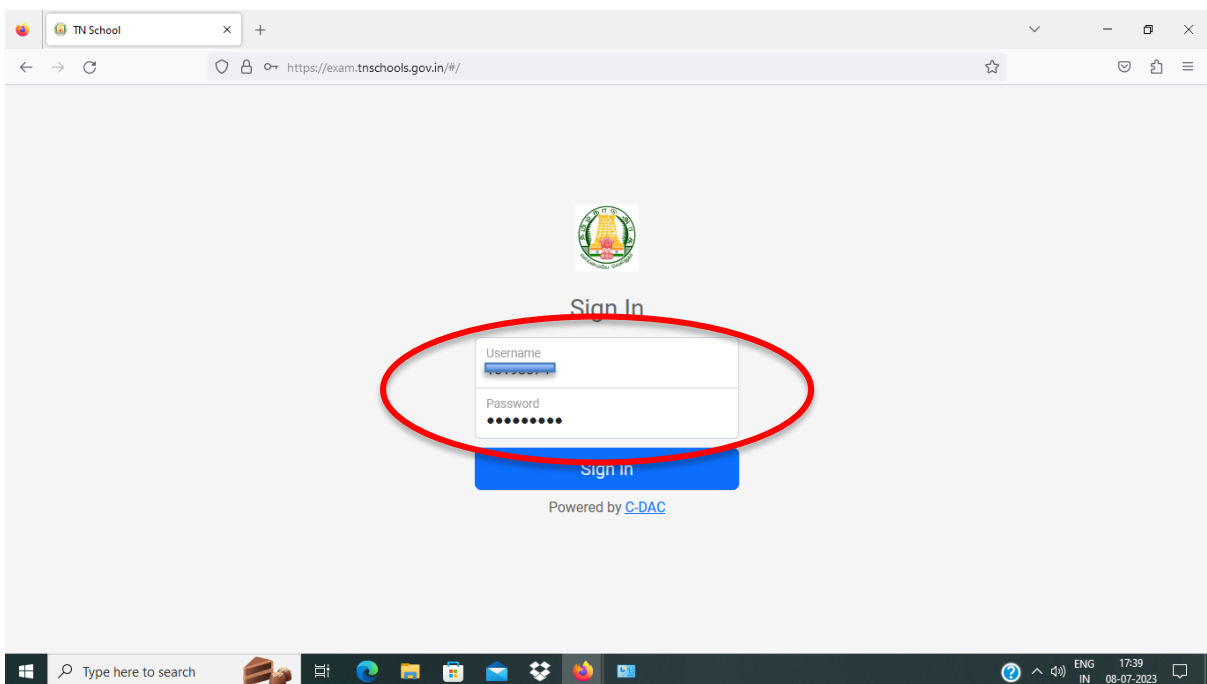 TN School
https://exam.tnschools.gov.in/#/
Sign In
Username
Password
Sign In
Powered by C-DAC
Type here to search
ENG
IN
17:39
08-07-2023